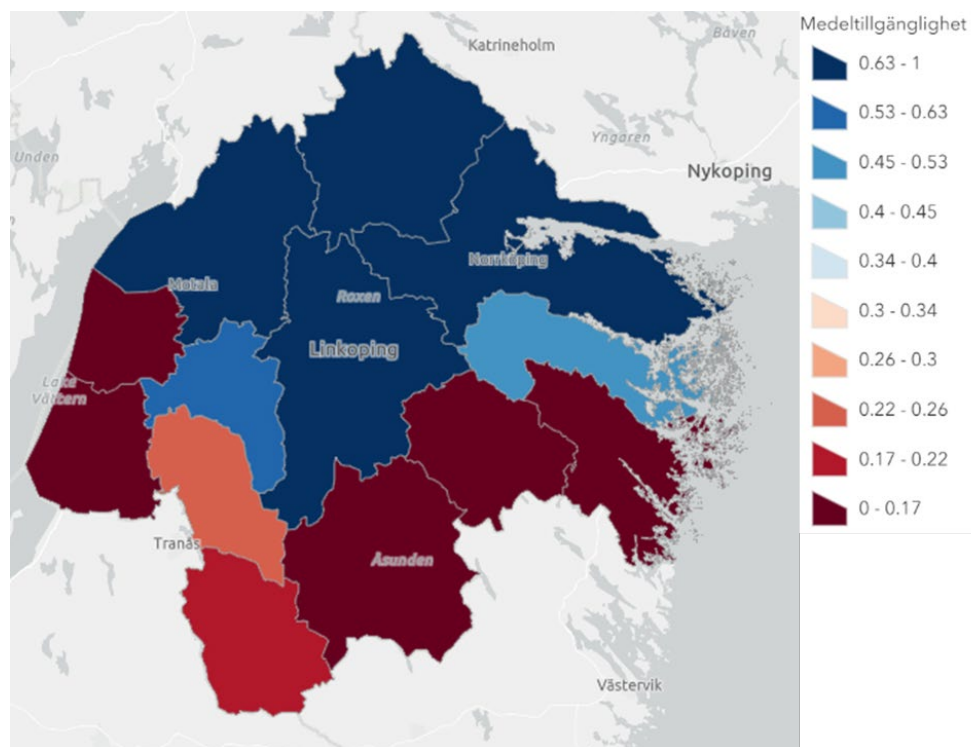 Medeltillgänglighet
0.63 - 1
0.53 - 0.63
0.45 - 0.53
0.4 - 0.45
0.34 - 0.4
0.3 - 0.34
0.26 - 0.3
0.22 - 0.26
0.17 - 0.22
0 - 0.17
Katrineholm
Båven
Yngaren
Unden
Nykoping
Norrköping
Motala
Roxen
Linkoping
Lake
Vättern
Tranås
Åsunden
Västervik